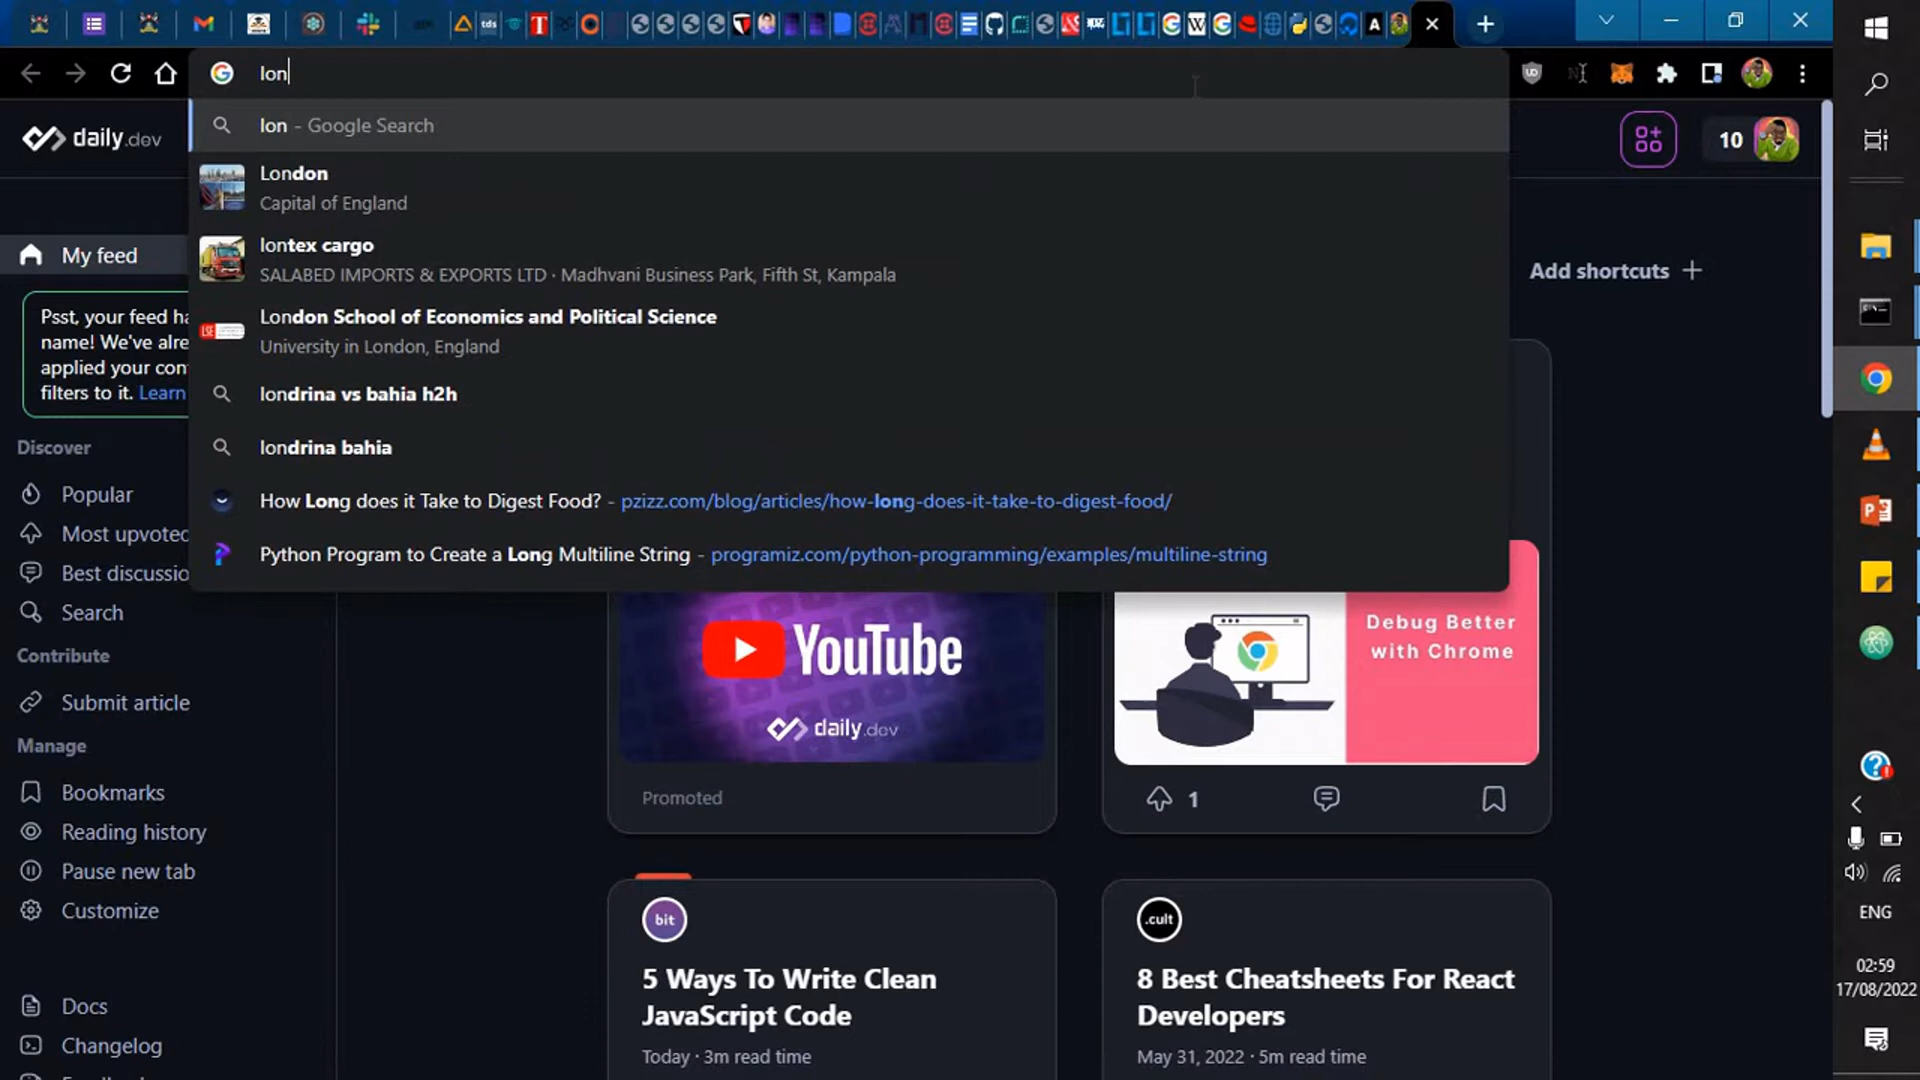 tds
T
W
A
lon
UD
lon - Google Search
London
Capital of England
lontex cargo
SALABED IMPORTS & EXPORTS LTD · Madhvani Business Park, Fifth St, Kampala
LSE
London School of Economics and Political Science
University in London, England
londrina vs bahia h2h
londrina bahia
How Long does it Take to Digest Food? - pzizz.com/blog/articles/how-long-does-it-take-to-digest-food/
Python Program to Create a Long Multiline String - programiz.com/python-programming/examples/multiline-string
daily.dev
10
My feed
Add shortcuts +
Psst, your feed ha
name! We've alre
applied your con
filters to it. Learn
Discover
Popular
Most upvoted
Best discussio
Search
Contribute
Submit article
Manage
Bookmarks
Reading history
Pause new tab
Customize
Docs
Changelog
YouTube
daily.dev
Promoted
Debug Better
with Chrome
1
bit
5 Ways To Write Clean
JavaScript Code
Today · 3m read time
.cult
8 Best Cheatsheets For React
Developers
May 31, 2022 · 5m read time
ENG
02:59
17/08/2022